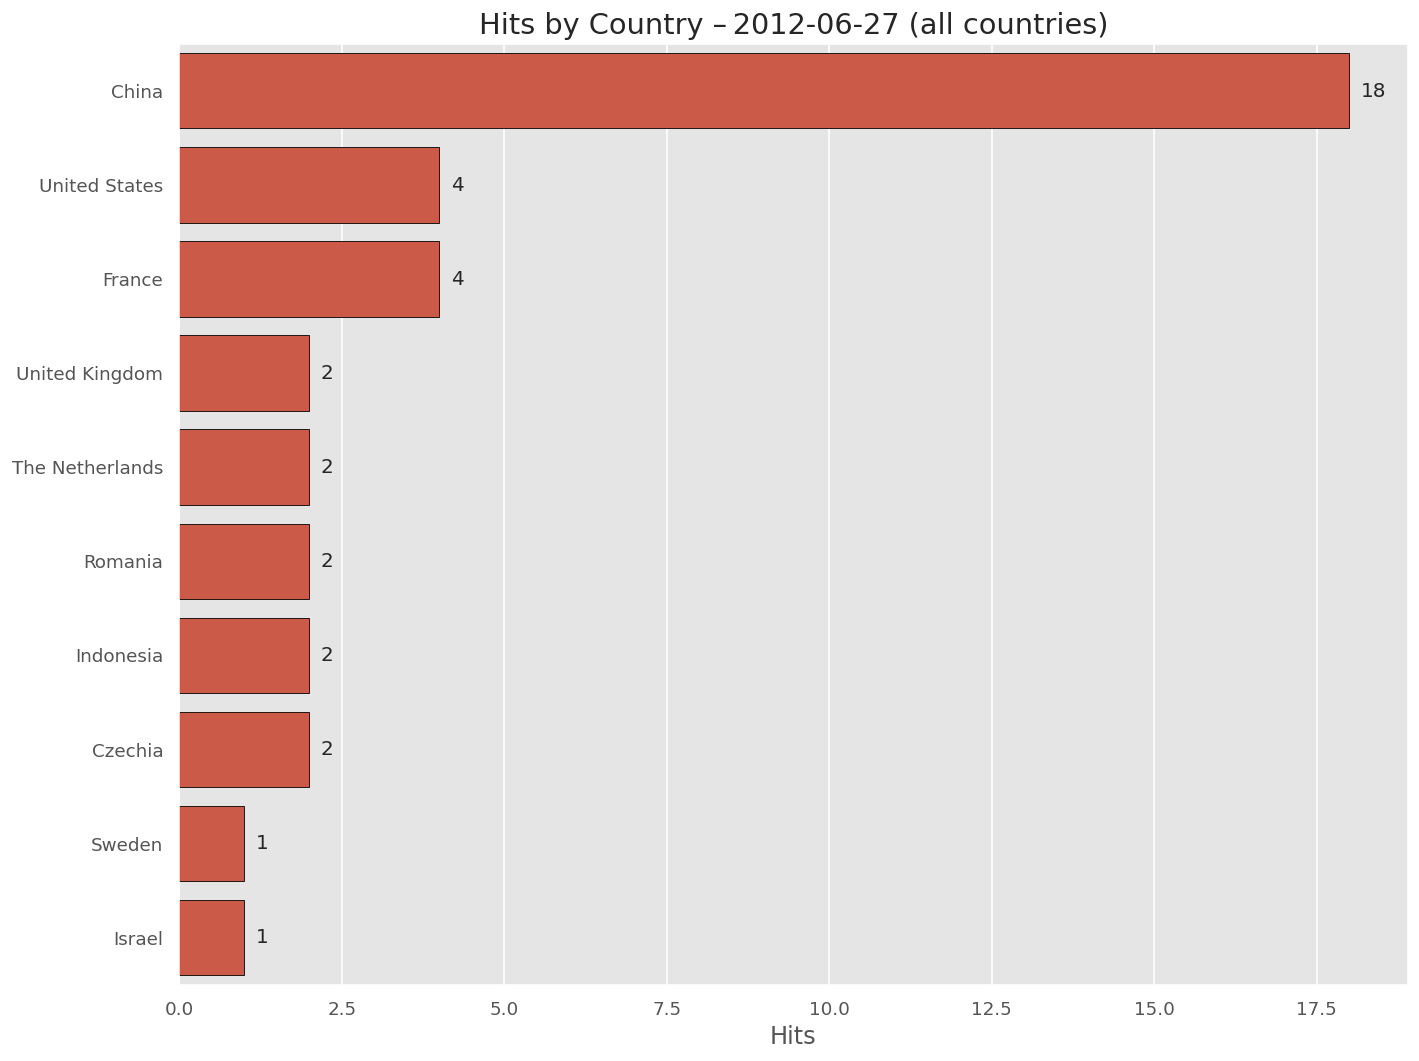 Hits by Country – 2012-06-27 (all countries)
China 18
United States 4
France 4
United Kingdom 2
The Netherlands 2
Romania 2
Indonesia 2
Czechia 2
Sweden 1
Israel 1
0.0 2.5 5.0 7.5 10.0 12.5 15.0 17.5
Hits